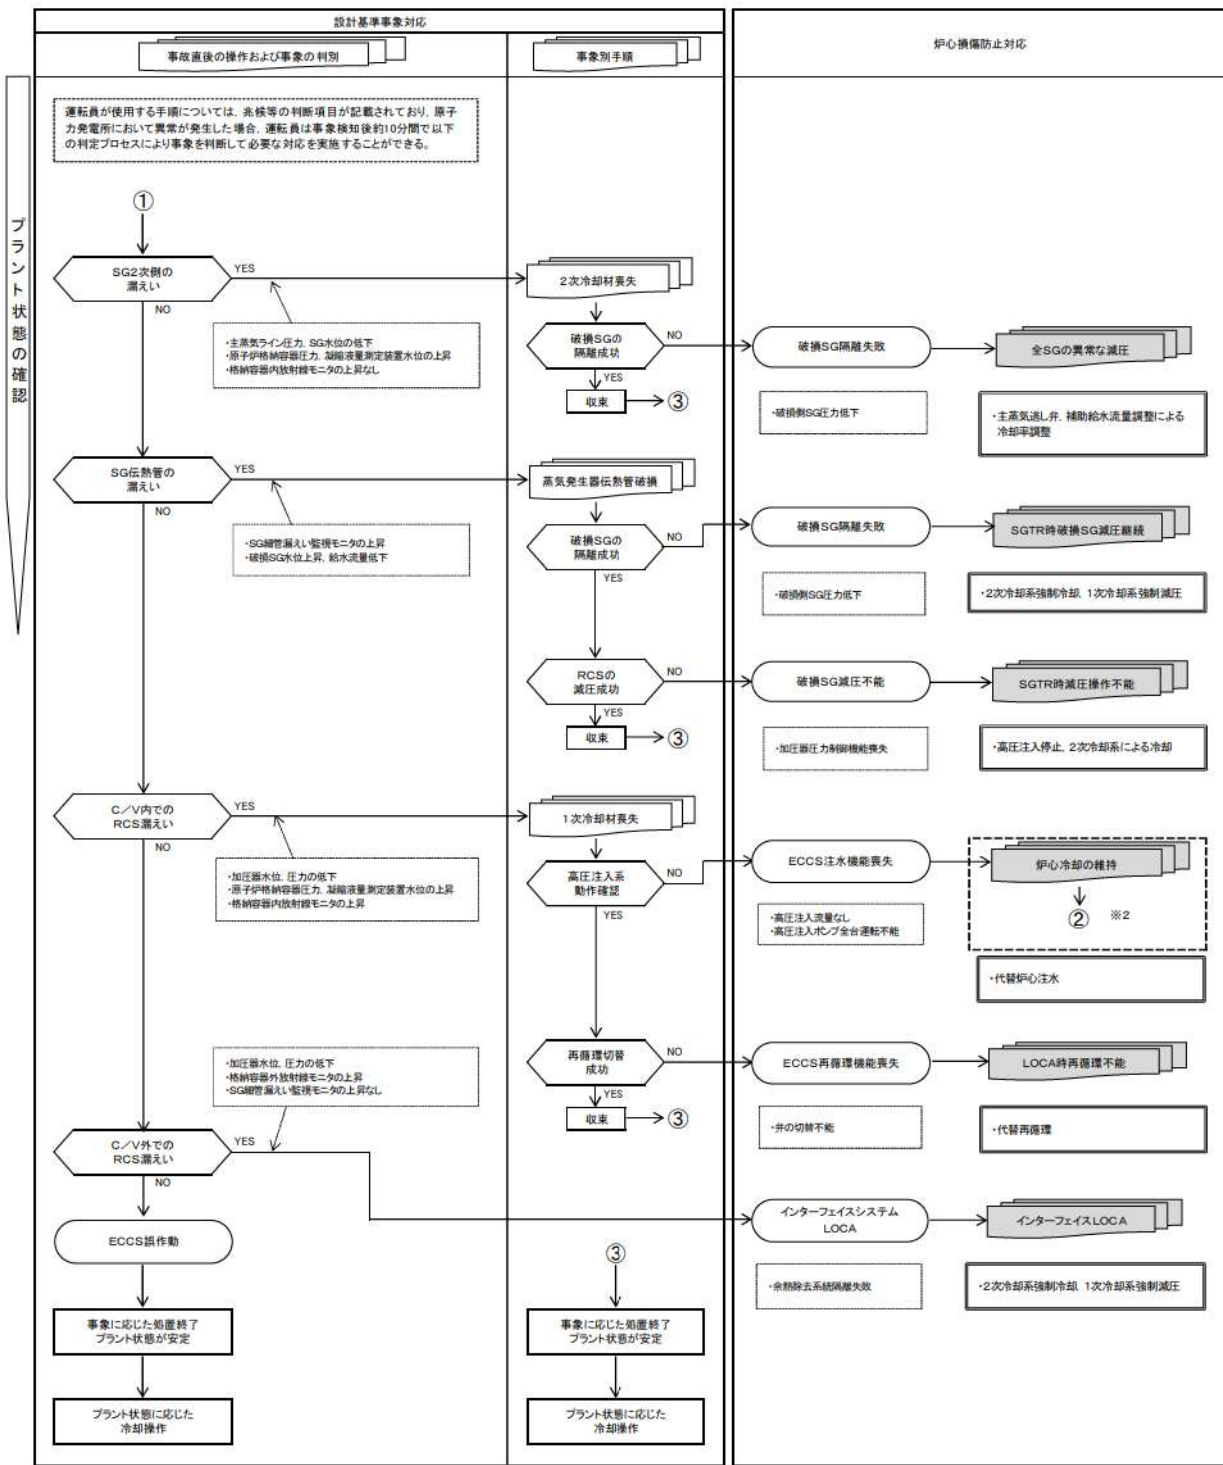 設計基準事象対応
炉心損傷防止対応
事故直後の操作および事象の判別
事象別手順
プラント状態の確認
運転員が使用する手順については、兆候等の判断項目が記載されており、原子
力発電所において異常が発生した場合、運転員は事象検知後約10分間で以下
の判定プロセスにより事象を判断して必要な対応を実施することができる。
①
SG2次側の
漏えい
YES
NO
・主蒸気ライン圧力、SG水位の低下
・原子炉格納容器圧力、凝縮液量測定装置水位の上昇
・格納容器内放射線モニタの上昇なし
2次冷却材喪失
破損SGの
隔離成功
NO
YES
収束
③
破損SG隔離失敗
全SGの異常な減圧
・破損側SG圧力低下
・主蒸気逃し弁、補助給水流量調整による
冷却率調整
SG伝熱管の
漏えい
YES
NO
・SG細管漏えい監視モニタの上昇
・破損SG水位上昇、給水流量低下
蒸気発生器伝熱管破損
破損SGの
隔離成功
NO
YES
破損SG隔離失敗
SGTR時破損SG減圧継続
・破損側SG圧力低下
・2次冷却系強制冷却、1次冷却系強制減圧
RCSの
減圧成功
NO
YES
収束
③
破損SG減圧不能
SGTR時減圧操作不能
・加圧器圧力制御機能喪失
・高圧注入停止、2次冷却系による冷却
C/V内での
RCS漏えい
YES
NO
・加圧器水位、圧力の低下
・原子炉格納容器圧力、凝縮液量測定装置水位の上昇
・格納容器内放射線モニタの上昇
1次冷却材喪失
高圧注入系
動作確認
NO
YES
ECCS注水機能喪失
炉心冷却の維持
② ※2
・高圧注入流量なし
・高圧注入ポンプ全台運転不能
・代替炉心注水
・加圧器水位、圧力の低下
・格納容器外放射線モニタの上昇
・SG細管漏えい監視モニタの上昇なし
再循環切替
成功
NO
YES
収束
③
ECCS再循環機能喪失
LOCA時再循環不能
・弁の切替不能
・代替再循環
C/V外での
RCS漏えい
YES
NO
インターフェイスシステム
LOCA
インターフェイスLOCA
・余熱除去系統隔離失敗
・2次冷却系強制冷却、1次冷却系強制減圧
ECCS誤作動
③
事象に応じた処置終了
プラント状態が安定
事象に応じた処置終了
プラント状態が安定
プラント状態に応じた
冷却操作
プラント状態に応じた
冷却操作